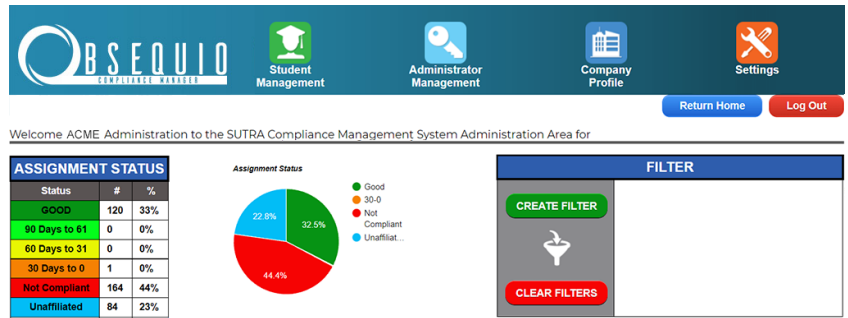 OBSEQUIO
COMPLIANCE MANAGER
Student
Management
Administrator
Management
Company
Profile
Settings
Return Home
Log Out
Welcome ACME Administration to the SUTRA Compliance Management System Administration Area for
ASSIGNMENT STATUS
Status # %
GOOD 120 33%
90 Days to 61 0 0%
60 Days to 31 0 0%
30 Days to 0 1 0%
Not Compliant 164 44%
Unaffiliated 84 23%
Assignment Status
22.8%
32.5%
44.4%
Good
30-0
Not
Compliant
Unaffiliat...
FILTER
CREATE FILTER
CLEAR FILTERS